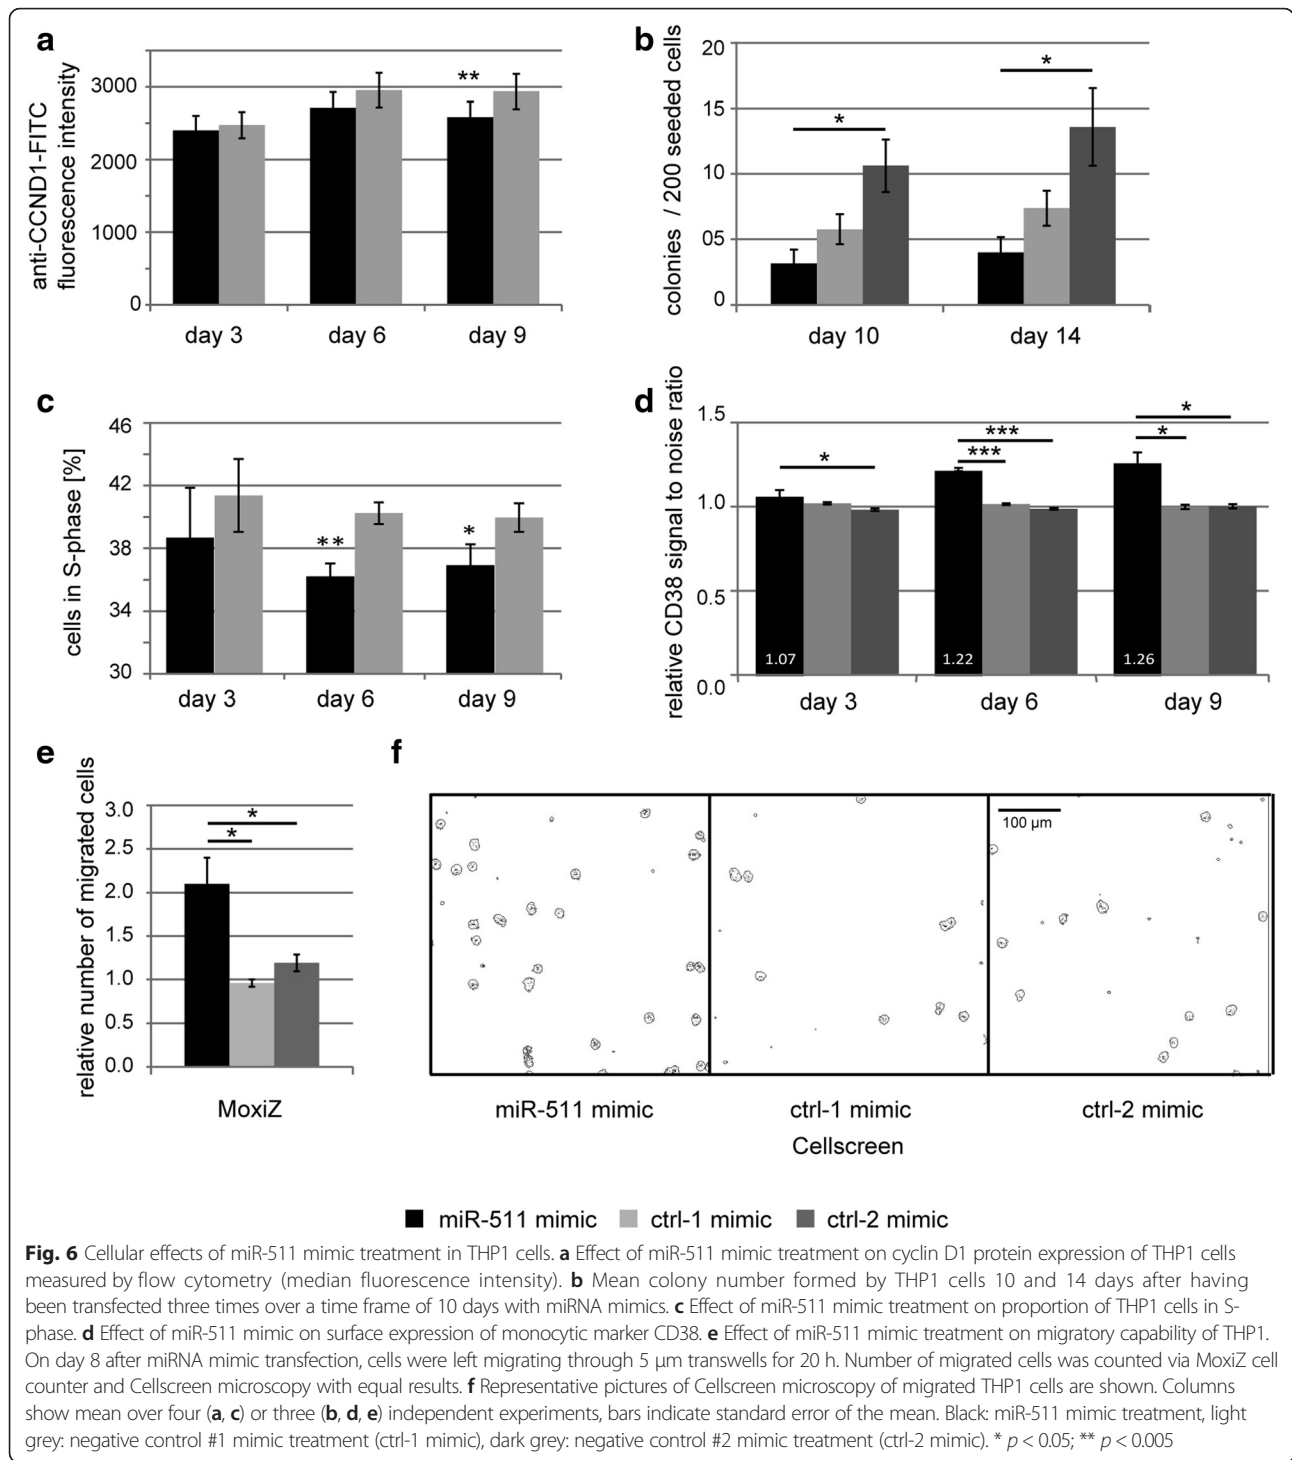 a
anti-CCND1-FITC
fluorescence intensity
3000
2000
1000
0
**
day 3
day 6
day 9
b
colonies / 200 seeded cells
20
15
10
05
0
*
*
day 10
day 14
c
cells in S-phase [%]
46
42
38
34
30
**
*
day 3
day 6
day 9
d
relative CD38 signal to noise ratio
1.5
1.0
0.5
0.0
*
***
***
*
*
1.07
1.22
1.26
day 3
day 6
day 9
e
relative number of migrated cells
3.0
2.5
2.0
1.5
1.0
0.5
0.0
*
*
MoxiZ
f
100 µm
miR-511 mimic
ctrl-1 mimic
ctrl-2 mimic
Cellscreen
miR-511 mimic ctrl-1 mimic ctrl-2 mimic
Fig. 6 Cellular effects of miR-511 mimic treatment in THP1 cells. a Effect of miR-511 mimic treatment on cyclin D1 protein expression of THP1 cells
measured by flow cytometry (median fluorescence intensity). b Mean colony number formed by THP1 cells 10 and 14 days after having
been transfected three times over a time frame of 10 days with miRNA mimics. c Effect of miR-511 mimic treatment on proportion of THP1 cells in S-
phase. d Effect of miR-511 mimic on surface expression of monocytic marker CD38. e Effect of miR-511 mimic treatment on migratory capability of THP1.
On day 8 after miRNA mimic transfection, cells were left migrating through 5 µm transwells for 20 h. Number of migrated cells was counted via MoxiZ cell
counter and Cellscreen microscopy with equal results. f Representative pictures of Cellscreen microscopy of migrated THP1 cells are shown. Columns
show mean over four (a, c) or three (b, d, e) independent experiments, bars indicate standard error of the mean. Black: miR-511 mimic treatment, light
grey: negative control #1 mimic treatment (ctrl-1 mimic), dark grey: negative control #2 mimic treatment (ctrl-2 mimic). * p < 0.05; ** p < 0.005